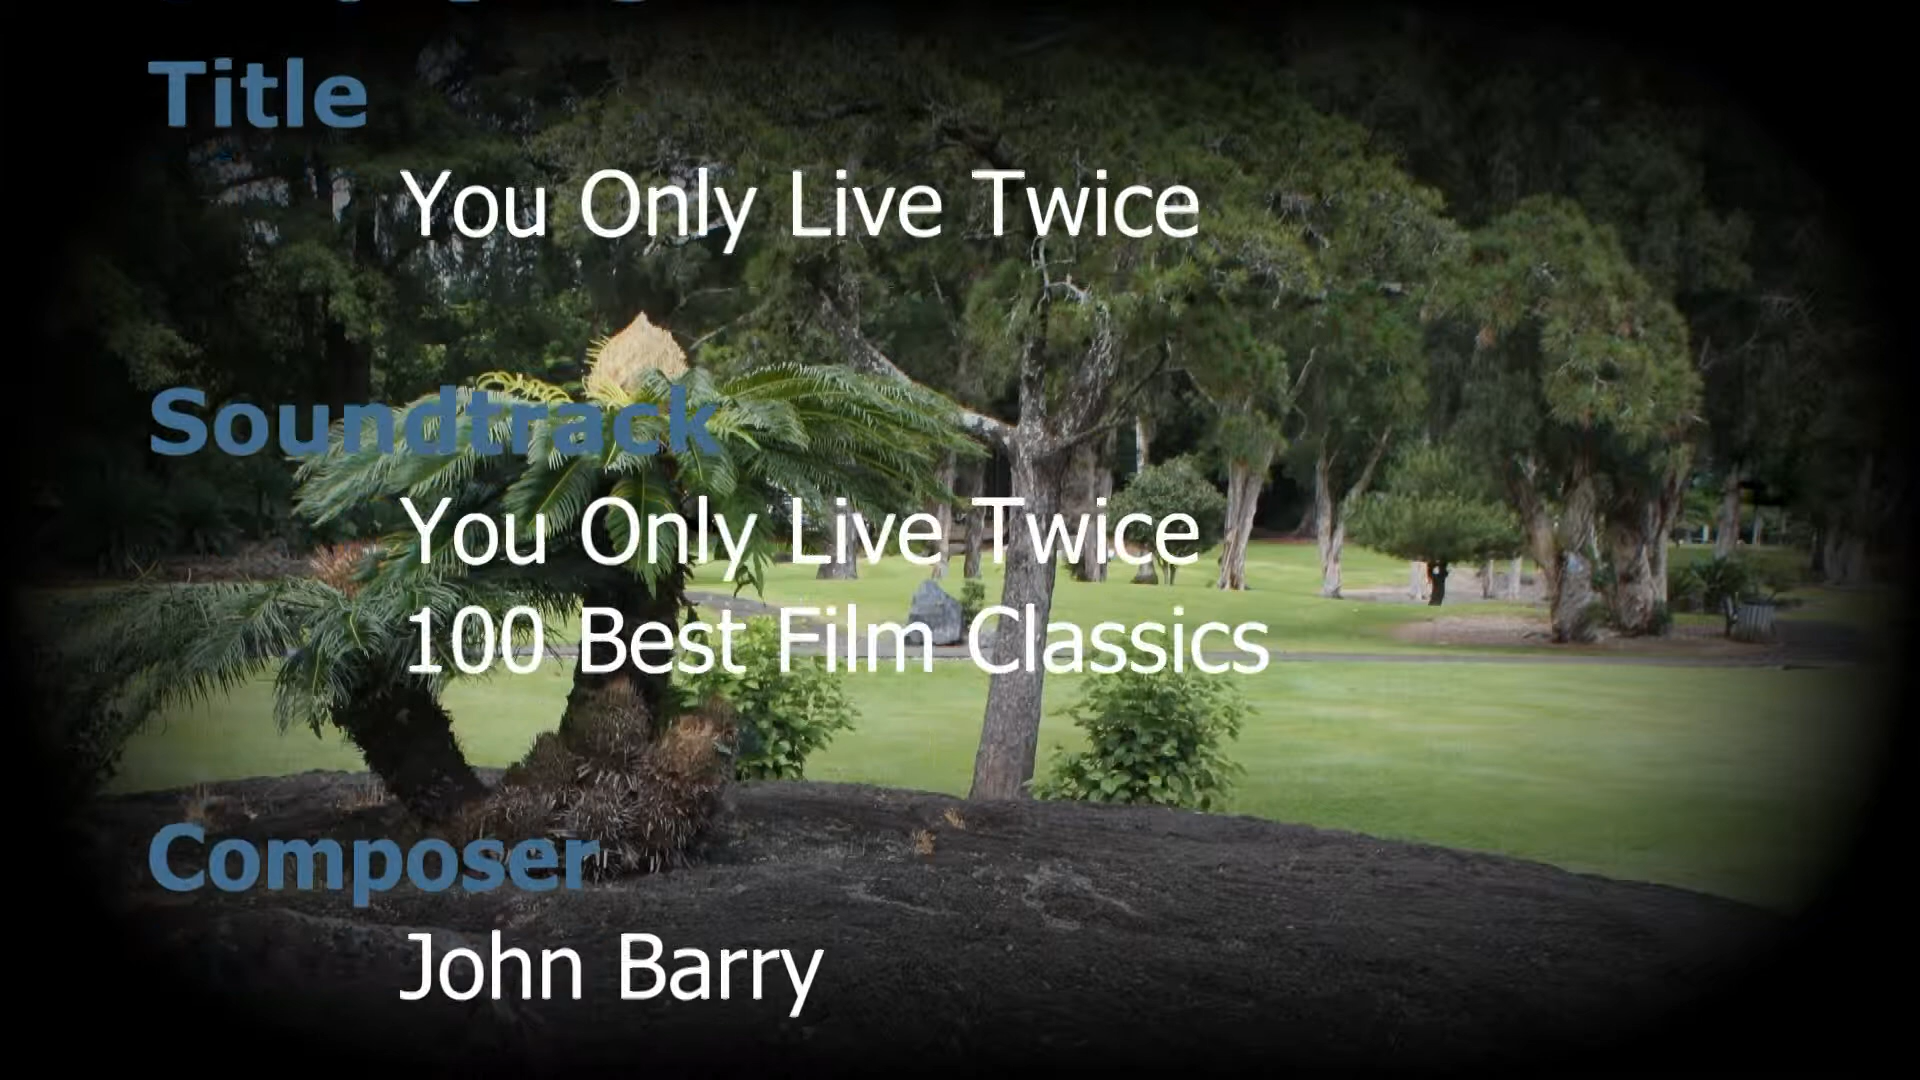 Title
You Only Live Twice
Soundtrack
You Only Live Twice
100 Best Film Classics
Composer
John Barry